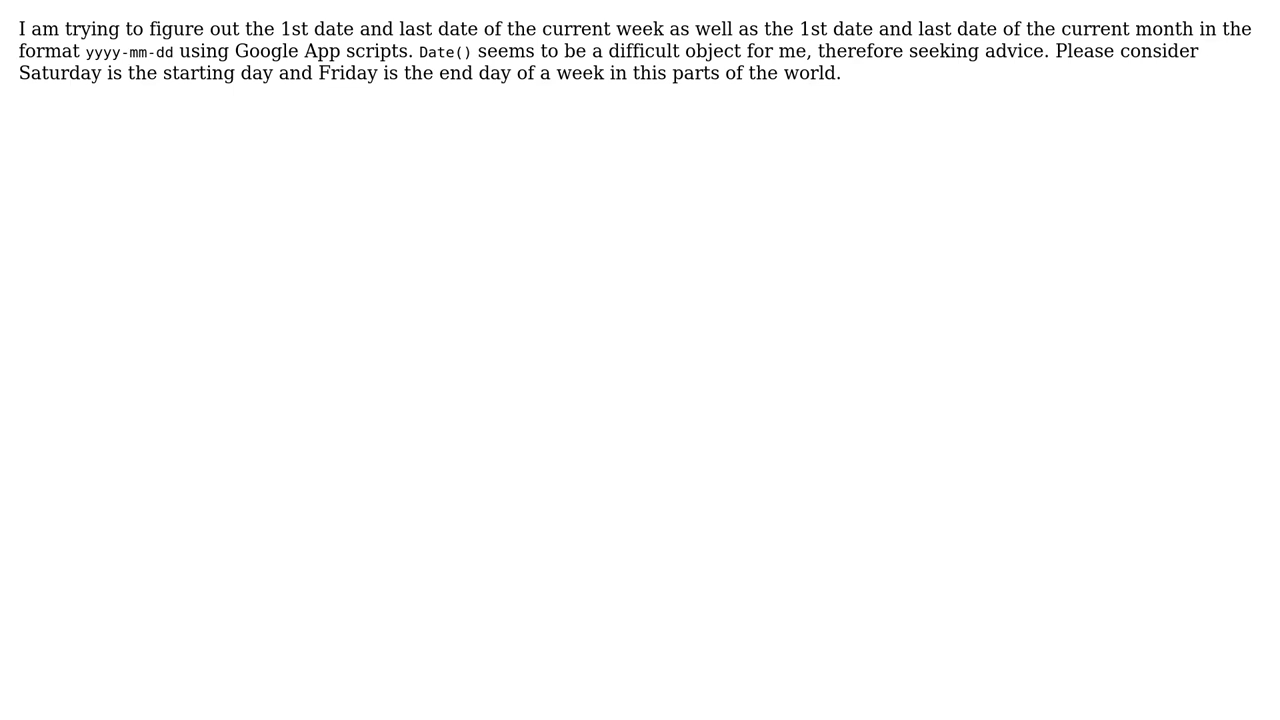 I am trying to figure out the 1st date and last date of the current week as well as the 1st date and last date of the current month in the
format yyyy-mm-dd using Google App scripts. Date() seems to be a difficult object for me, therefore seeking advice. Please consider
Saturday is the starting day and Friday is the end day of a week in this parts of the world.